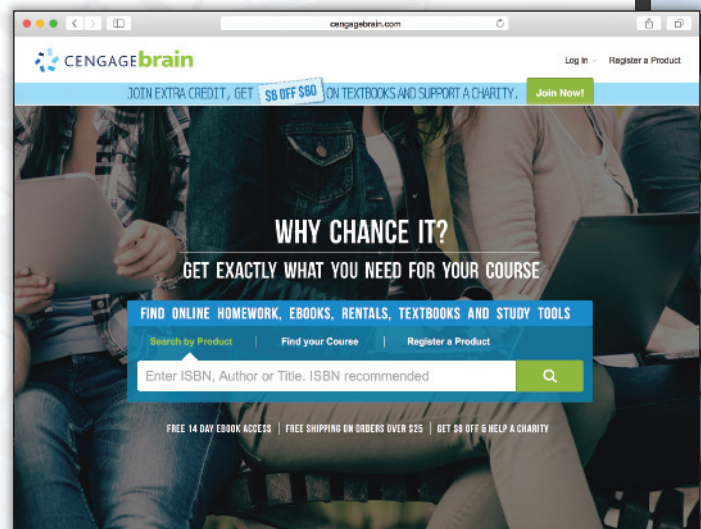 cengagebrain.com
CENGAGEbrain
Log In
Register a Product
JOIN EXTRA CREDIT, GET $6 OFF $60 ON TEXTBOOKS AND SUPPORT A CHARITY.
Join Now!
WHY CHANCE IT?
GET EXACTLY WHAT YOU NEED FOR YOUR COURSE
FIND ONLINE HOMEWORK, EBOOKS, RENTALS, TEXTBOOKS AND STUDY TOOLS
Search by Product | Find your Course | Register a Product
Enter ISBN, Author or Title. ISBN recommended
FREE 14 DAY EBOOK ACCESS | FREE SHIPPING ON ORDERS OVER $25 | GET $6 OFF & HELP A CHARITY